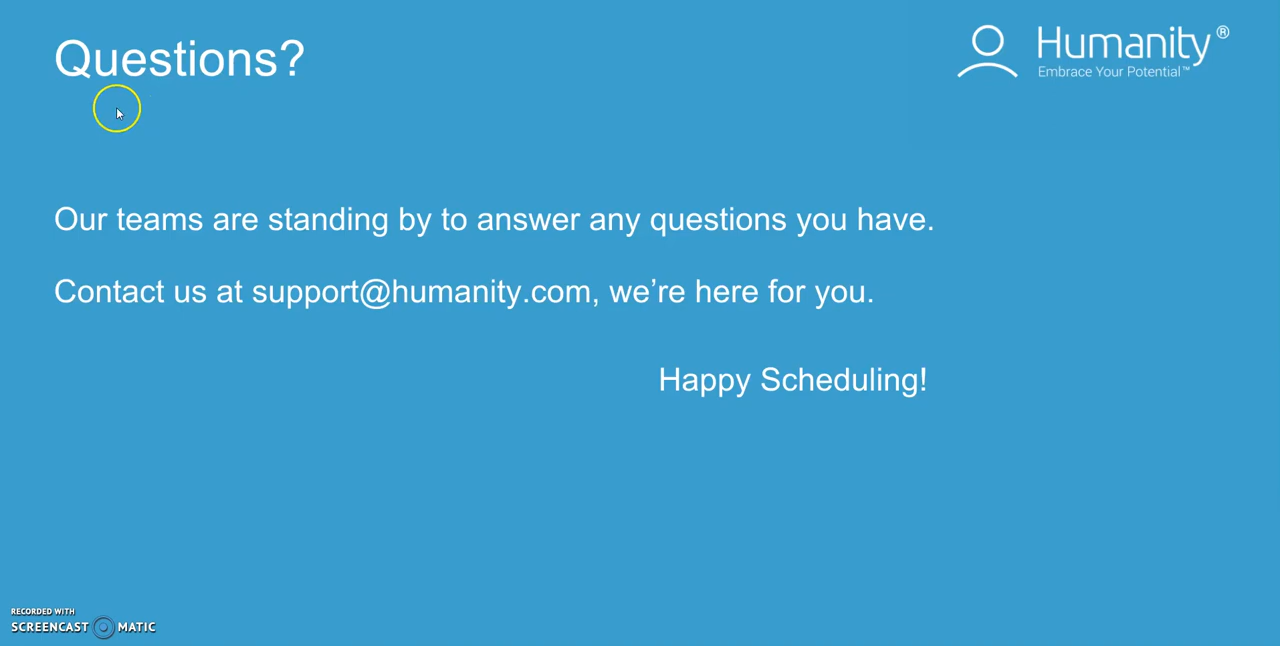 Questions?
Humanity®
Embrace Your Potential™
Our teams are standing by to answer any questions you have.
Contact us at support@humanity.com, we’re here for you.
Happy Scheduling!
RECORDED WITH
SCREENCAST MATIC